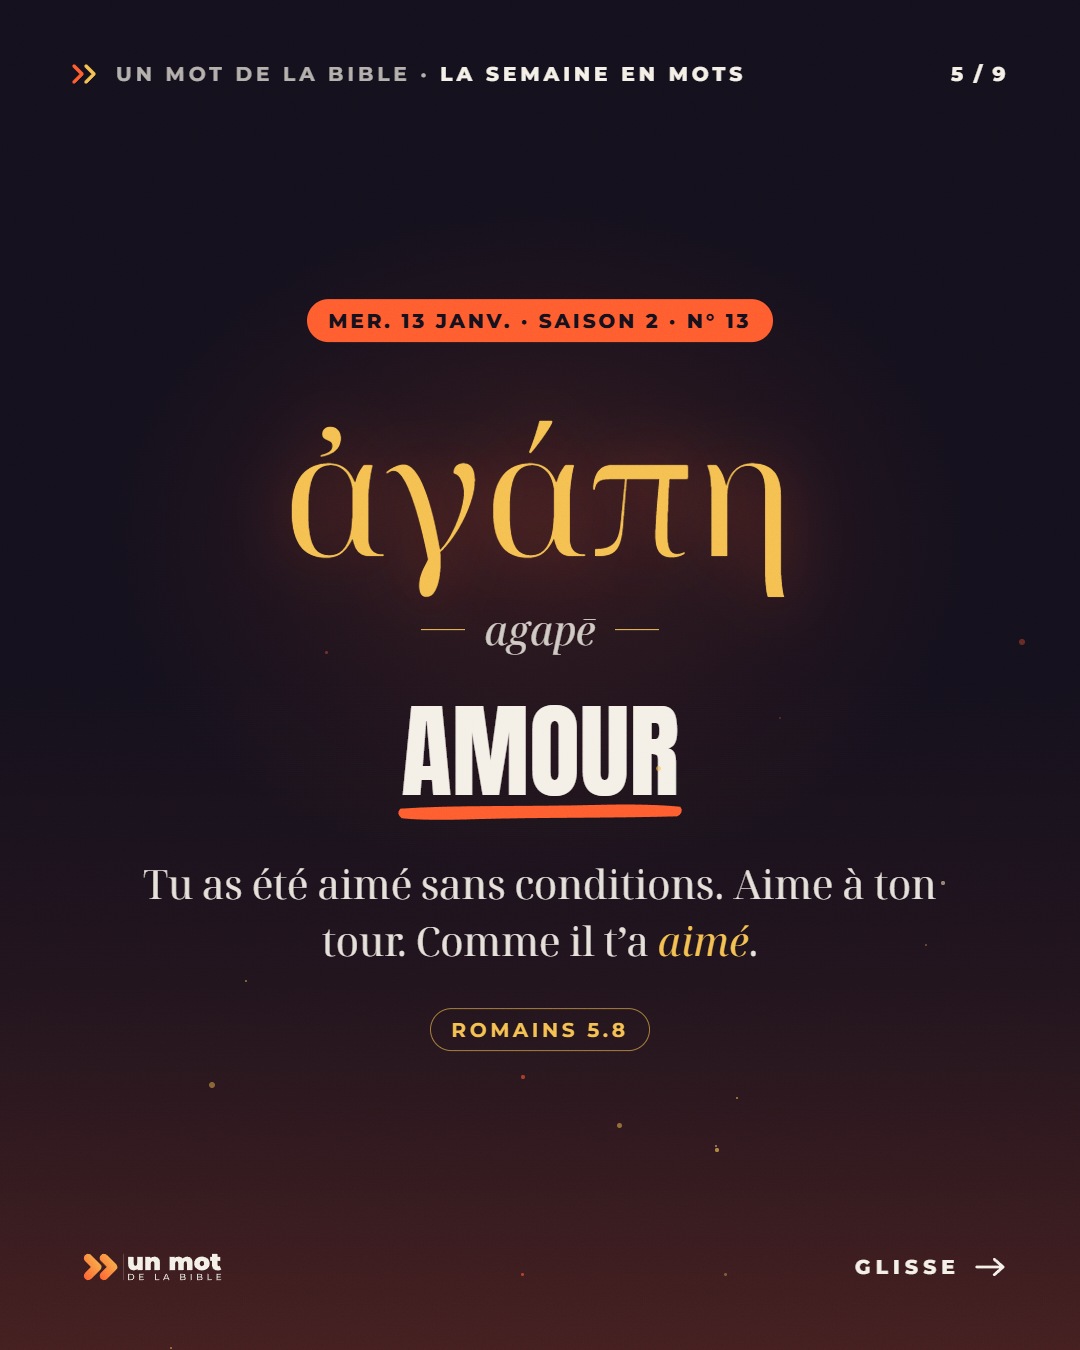 UN MOT DE LA BIBLE · LA SEMAINE EN MOTS
5 / 9
MER. 13 JANV. · SAISON 2 · N° 13
ἀγάπη
agapē
AMOUR
Tu as été aimé sans conditions. Aime à ton
tour. Comme il t’a aimé.
ROMAINS 5.8
un mot
DE LA BIBLE
GLISSE →